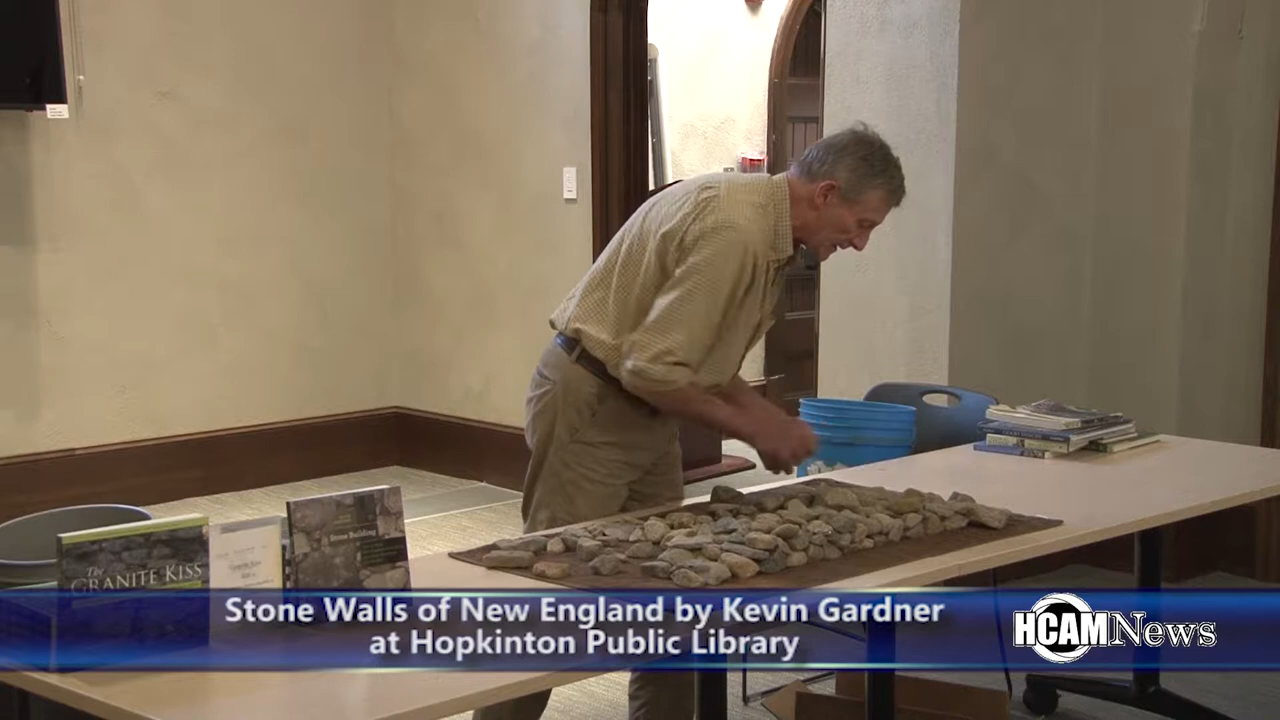 The
GRANITE KISS
Stone Building
Stone Walls of New England by Kevin Gardner
at Hopkinton Public Library
HCAMNews